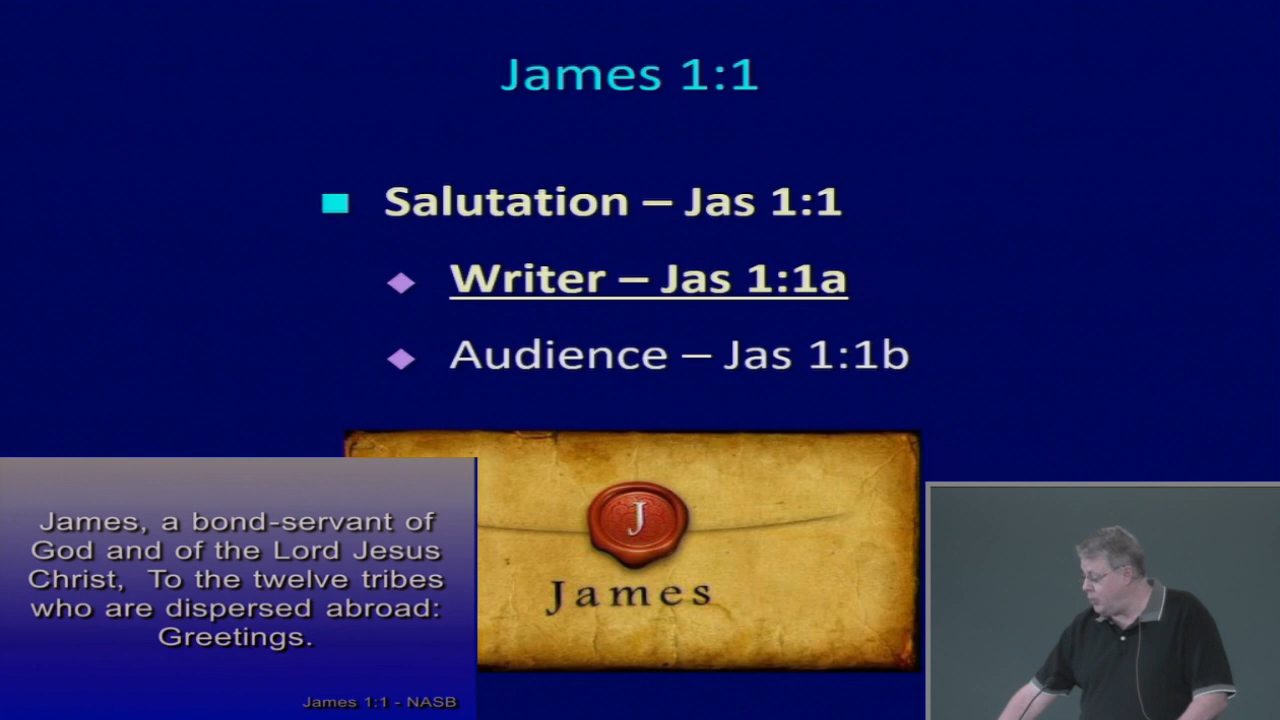 James 1:1
Salutation – Jas 1:1
Writer – Jas 1:1a
Audience – Jas 1:1b
J
James
James, a bond-servant of
God and of the Lord Jesus
Christ, To the twelve tribes
who are dispersed abroad:
Greetings.
James 1:1 - NASB